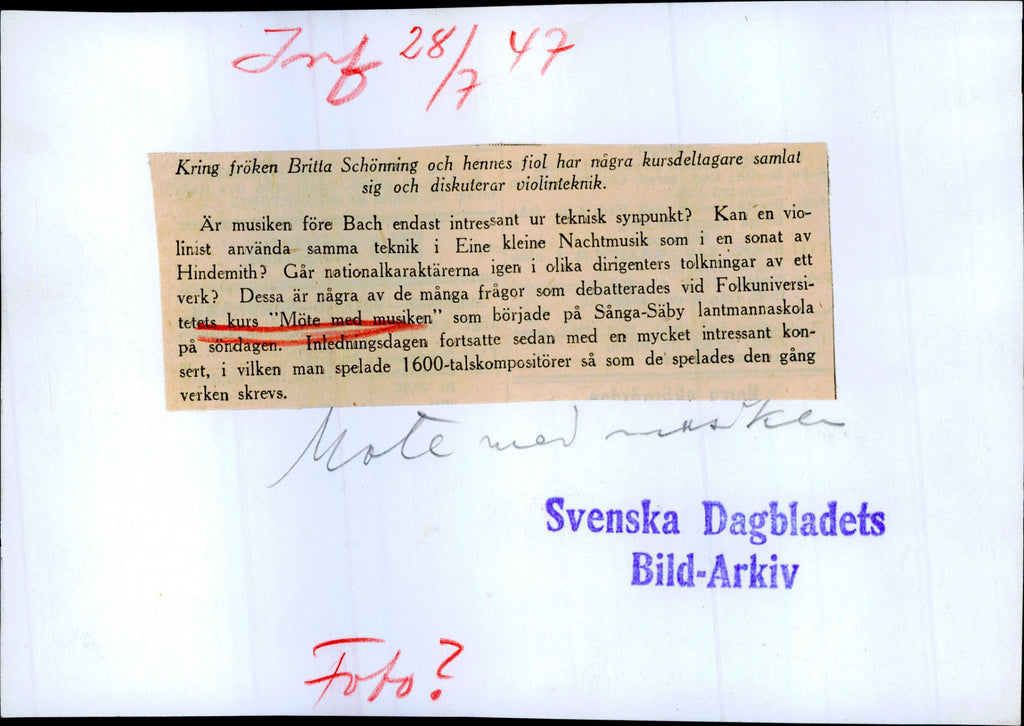 Inf 28/7 47
Kring fröken Britta Schönning och hennes fiol har några kursdeltagare samlat
sig och diskuterar violinteknik.
Är musiken före Bach endast intressant ur teknisk synpunkt? Kan en vio-
linist använda samma teknik i Eine kleine Nachtmusik som i en sonat av
Hindemith? Går nationalkaraktärerna igen i olika dirigenters tolkningar av ett
verk? Dessa är några av de många frågor som debatterades vid Folkuniversi-
tetets kurs "Möte med musiken" som började på Sånga-Säby lantmannaskola
på söndagen. Inledningsdagen fortsatte sedan med en mycket intressant kon-
sert, i vilken man spelade 1600-talskompositörer så som de spelades den gång
verken skrevs.
Möte med musiken
Svenska Dagbladets
Bild-Arkiv
Foto?